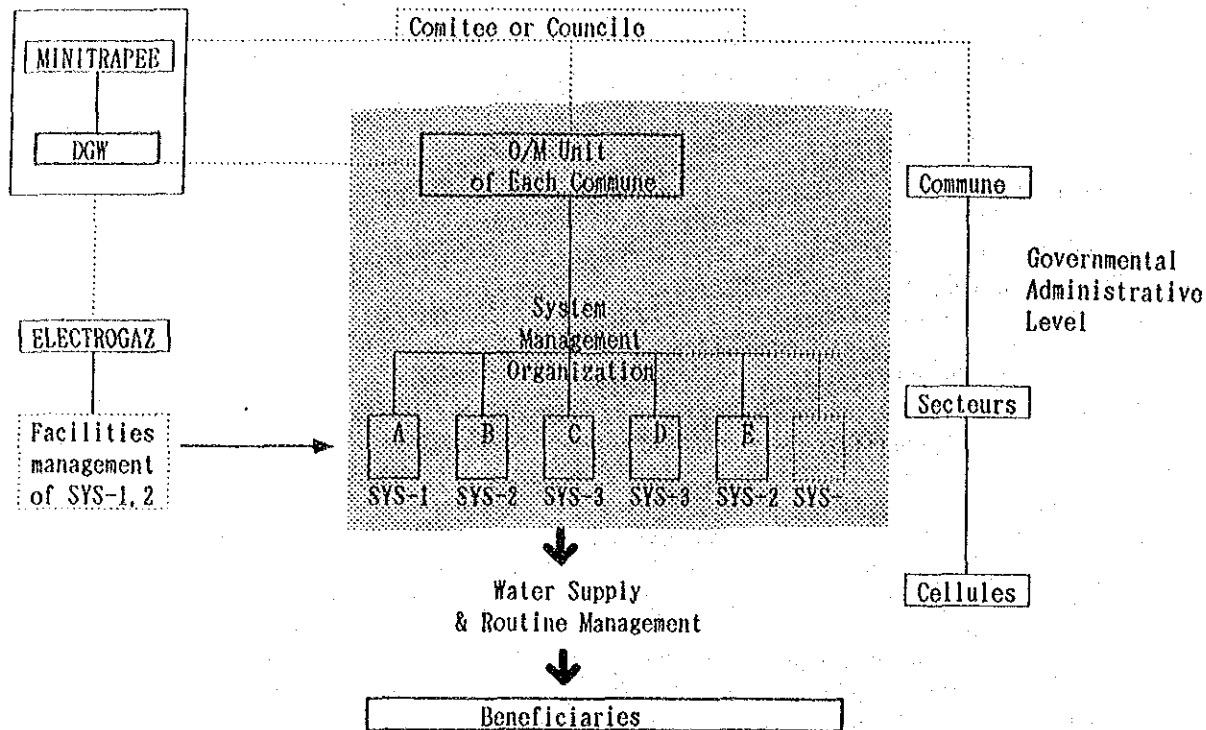 Comitee or Councile
MINITRAPEE
DGW
O/M Unit
of Each Commune
Commune
Governmental
Administrative
Level
System
Management
Organization
ELECTROGAZ
Facilities
management
of SYS-1,2
A B C D E
SYS-1 SYS-2 SYS-3 SYS-3 SYS-2 SYS-
Secteurs
Water Supply
& Routine Management
Cellules
Beneficiaries